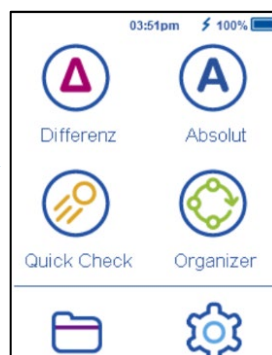 03:51pm 100%
Δ A
Differenz Absolut
Quick Check Organizer